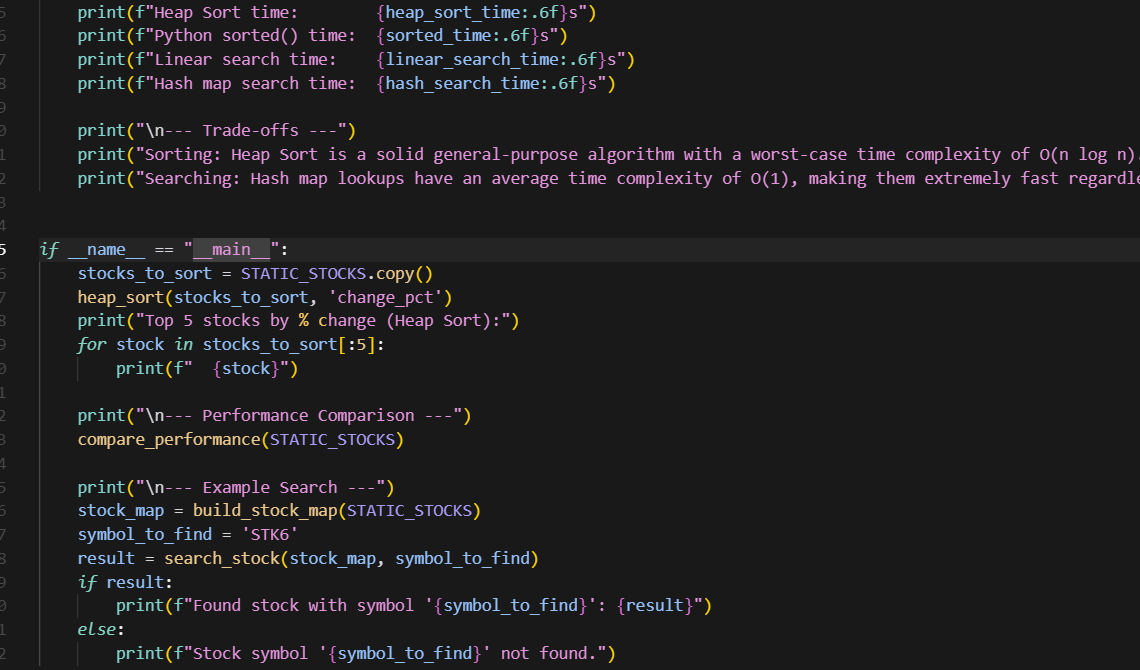 print(f"Heap Sort time:        {heap_sort_time:.6f}s")
print(f"Python sorted() time:  {sorted_time:.6f}s")
print(f"Linear search time:    {linear_search_time:.6f}s")
print(f"Hash map search time:  {hash_search_time:.6f}s")
print("\n--- Trade-offs ---")
print("Sorting: Heap Sort is a solid general-purpose algorithm with a worst-case time complexity of O(n log n).
print("Searching: Hash map lookups have an average time complexity of O(1), making them extremely fast
if __name__ == "__main__":
    stocks_to_sort = STATIC_STOCKS.copy()
    heap_sort(stocks_to_sort, 'change_pct')
    print("Top 5 stocks by % change (Heap Sort):")
    for stock in stocks_to_sort[:5]:
        print(f"  {stock}")
    print("\n--- Performance Comparison ---")
    compare_performance(STATIC_STOCKS)
    print("\n--- Example Search ---")
    stock_map = build_stock_map(STATIC_STOCKS)
    symbol_to_find = 'STK6'
    result = search_stock(stock_map, symbol_to_find)
    if result:
        print(f"Found stock with symbol '{symbol_to_find}': {result}")
    else:
        print(f"Stock symbol '{symbol_to_find}' not found.")